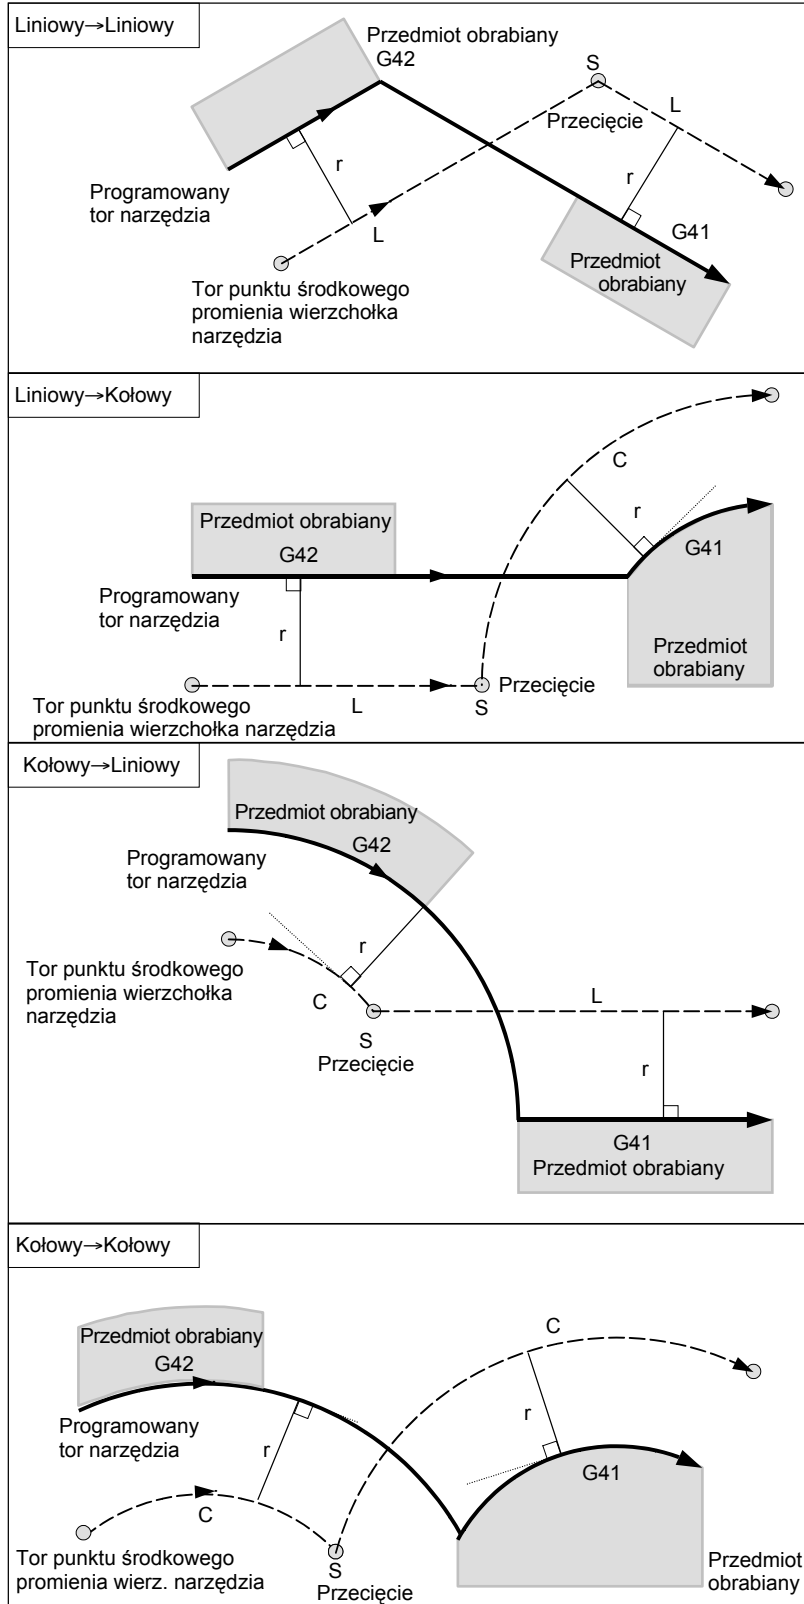 Liniowy→Liniowy
Przedmiot obrabiany
G42
S
L
Przecięcie
r
r
Programowany
tor narzędzia
L
G41
Przedmiot
obrabiany
Tor punktu środkowego
promienia wierzchołka
narzędzia
Liniowy→Kołowy
C
Przedmiot obrabiany
G42
r
G41
Programowany
tor narzędzia
r
Przedmiot
obrabiany
Przecięcie
L
S
Tor punktu środkowego
promienia wierzchołka narzędzia
Kołowy→Liniowy
Przedmiot obrabiany
G42
Programowany
tor narzędzia
r
Tor punktu środkowego
promienia wierzchołka
narzędzia
C
L
S
Przecięcie
r
G41
Przedmiot obrabiany
Kołowy→Kołowy
Przedmiot obrabiany
G42
C
Programowany
tor narzędzia
r
r
G41
C
Tor punktu środkowego
promienia wierz. narzędzia
S
Przecięcie
Przedmiot
obrabiany